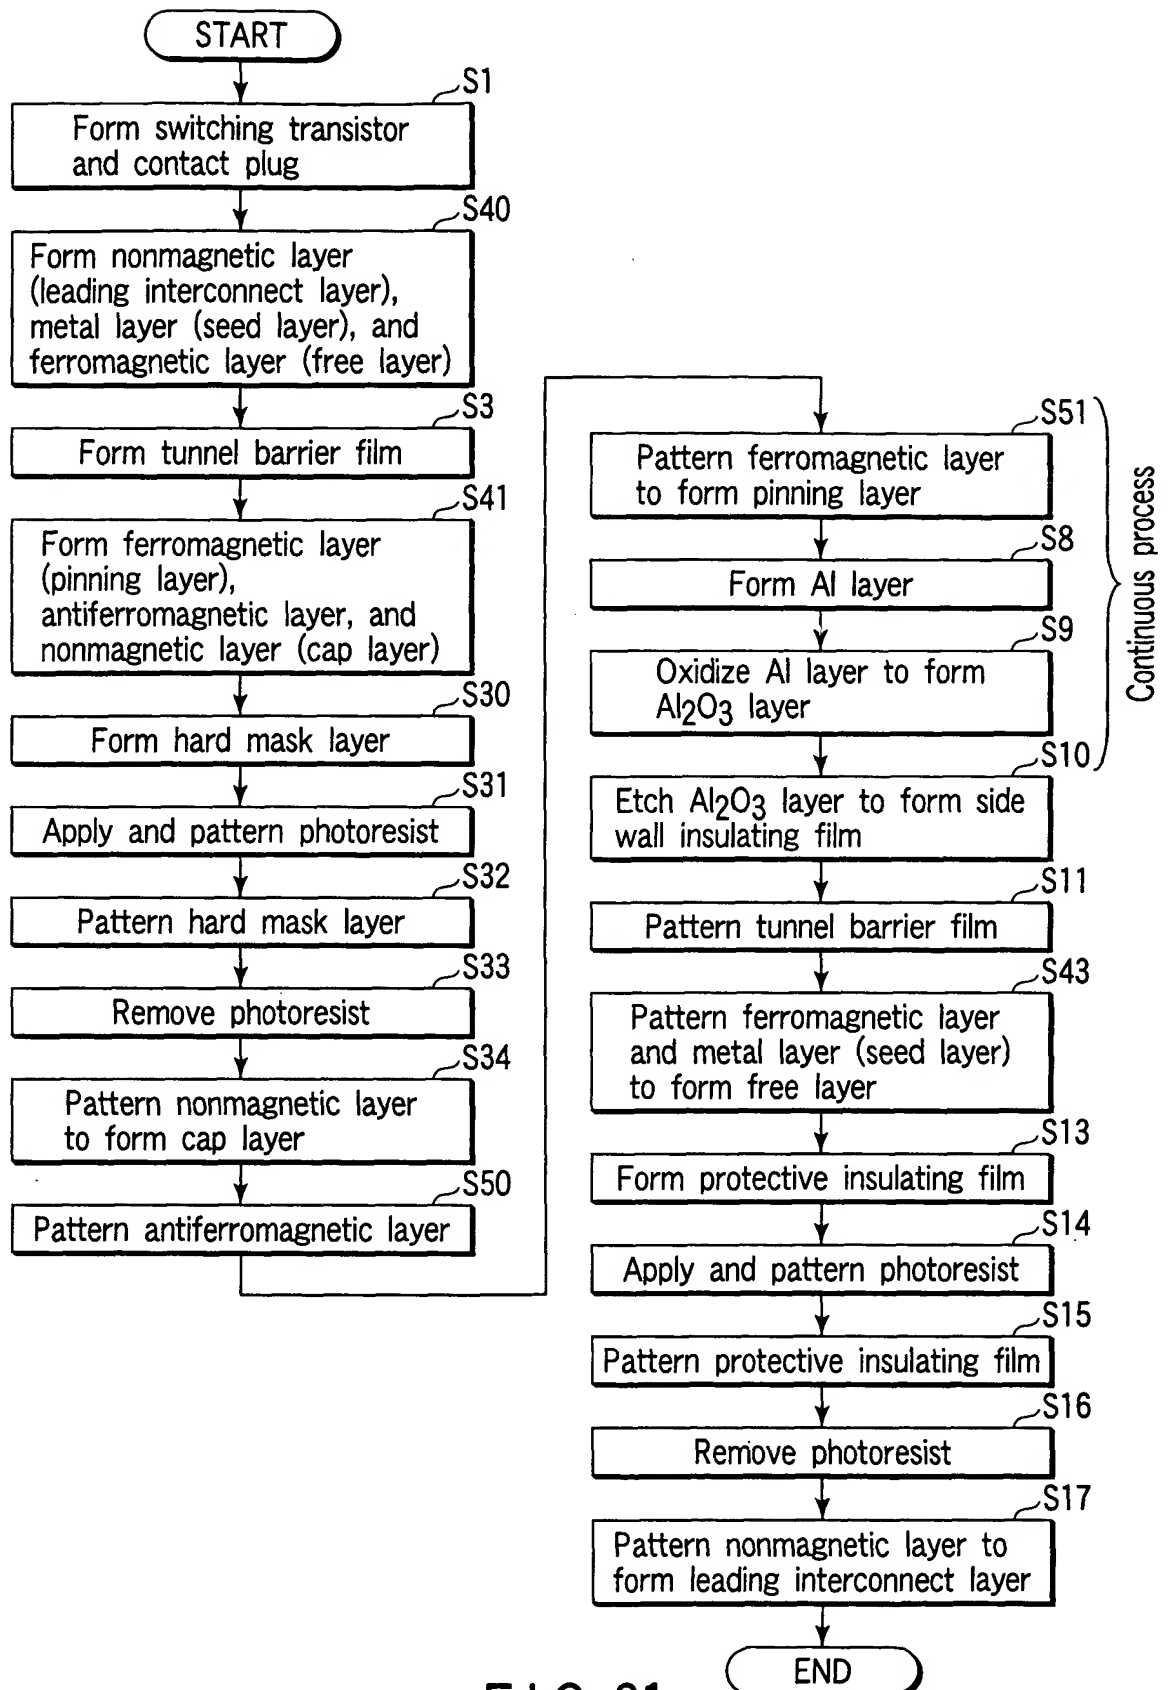 START
S1
Form switching transistor
and contact plug
S40
Form nonmagnetic layer
(leading interconnect layer),
metal layer (seed layer), and
ferromagnetic layer (free layer)
S3
Form tunnel barrier film
S41
Form ferromagnetic layer
(pinning layer),
antiferromagnetic layer, and
nonmagnetic layer (cap layer)
S30
Form hard mask layer
S31
Apply and pattern photoresist
S32
Pattern hard mask layer
S33
Remove photoresist
S34
Pattern nonmagnetic layer
to form cap layer
S50
Pattern antiferromagnetic layer
S51
Pattern ferromagnetic layer
to form pinning layer
S8
Form Al layer
S9
Oxidize Al layer to form
Al2O3 layer
Continuous process
S10
Etch Al2O3 layer to form side
wall insulating film
S11
Pattern tunnel barrier film
S43
Pattern ferromagnetic layer
and metal layer (seed layer)
to form free layer
S13
Form protective insulating film
S14
Apply and pattern photoresist
S15
Pattern protective insulating film
S16
Remove photoresist
S17
Pattern nonmagnetic layer to
form leading interconnect layer
END